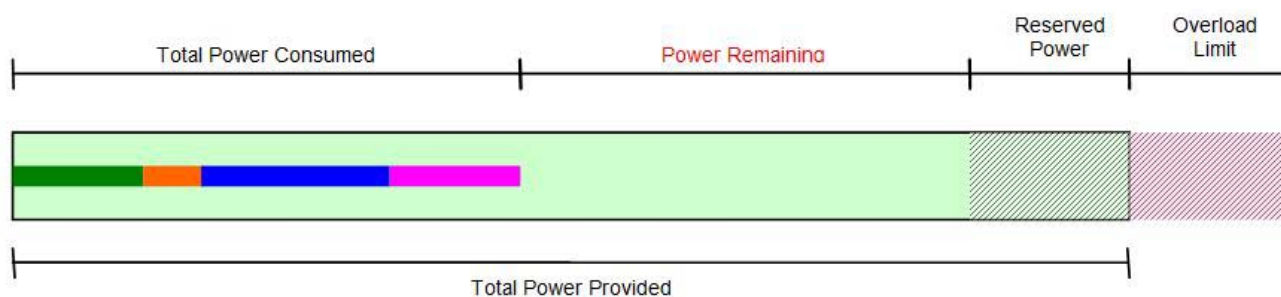 Total Power Consumed
Power Remaining
Reserved
Power
Overload
Limit
Total Power Provided